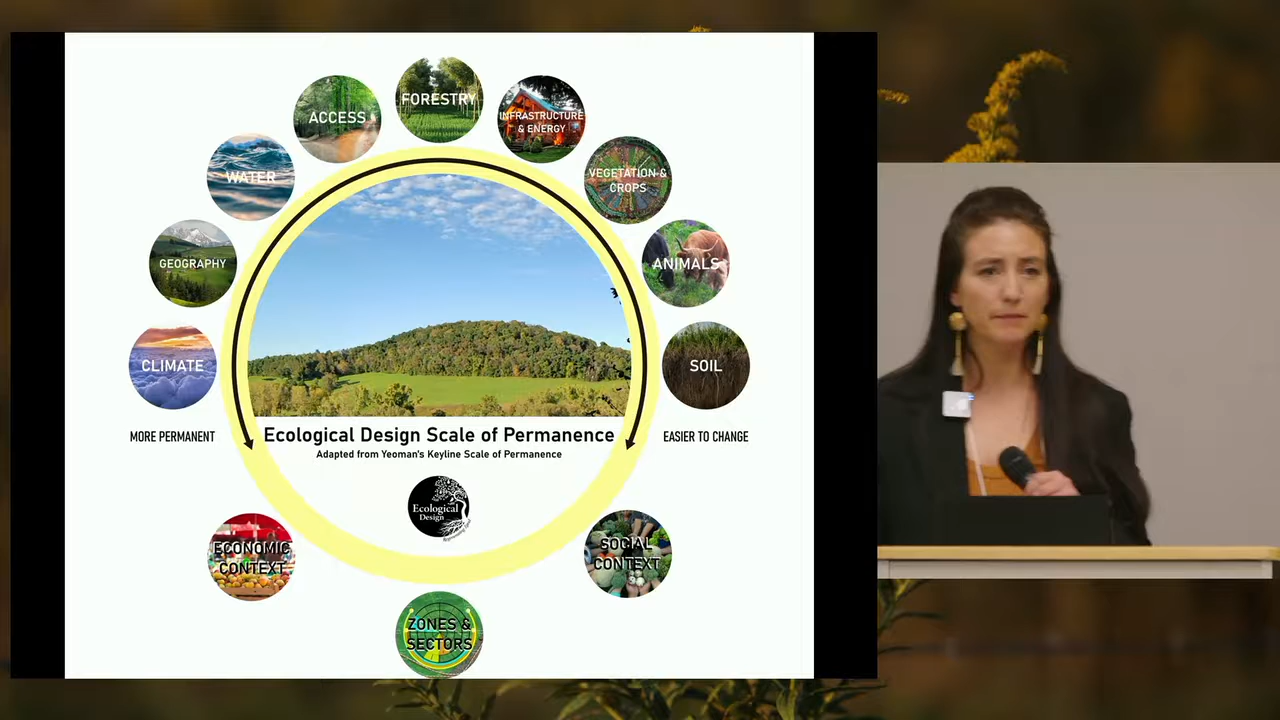 FORESTRY
ACCESS
INFRASTRUCTURE
& ENERGY
WATER
VEGETATION &
CROPS
GEOGRAPHY
ANIMALS
CLIMATE
SOIL
MORE PERMANENT
Ecological Design Scale of Permanence
EASIER TO CHANGE
Adapted from Yeoman's Keyline Scale of Permanence
Ecological
Design
ECONOMIC
CONTEXT
SOCIAL
CONTEXT
ZONES &
SECTORS